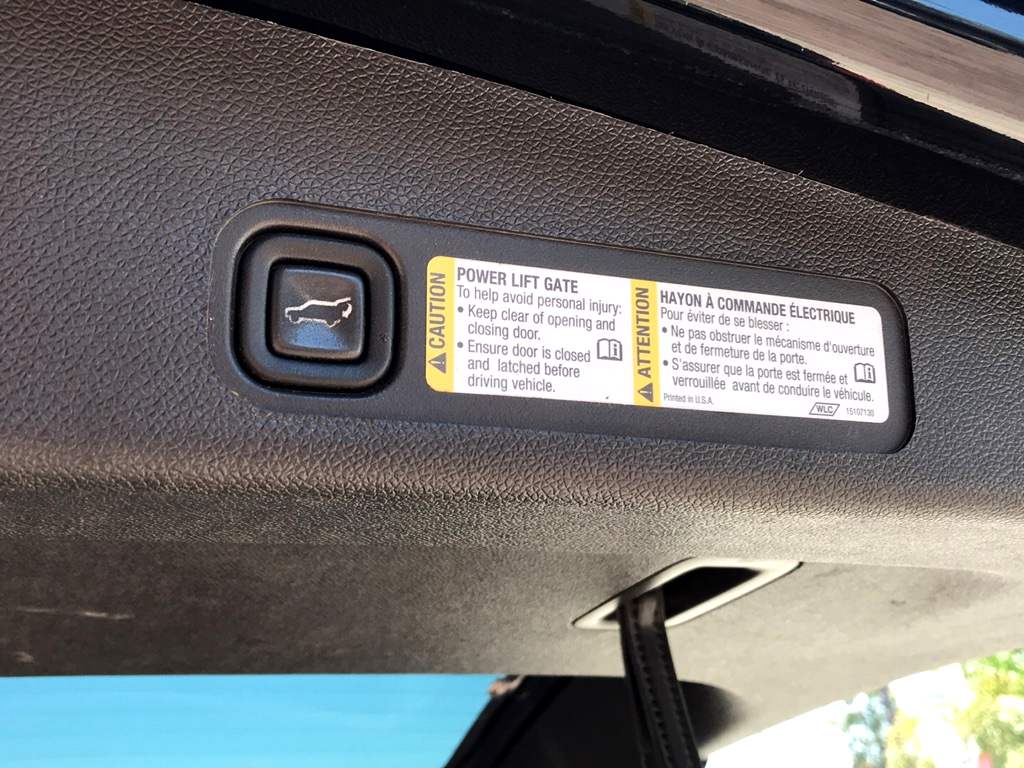 CAUTION
POWER LIFT GATE
To help avoid personal injury:
• Keep clear of opening and
closing door.
• Ensure door is closed
and latched before
driving vehicle.
ATTENTION
HAYON À COMMANDE ÉLECTRIQUE
Pour éviter de se blesser :
• Ne pas obstruer le mécanisme d'ouverture
et de fermeture de la porte.
• S'assurer que la porte est fermée et
verrouillée avant de conduire le véhicule.
Printed in U.S.A.
WLC
15107130